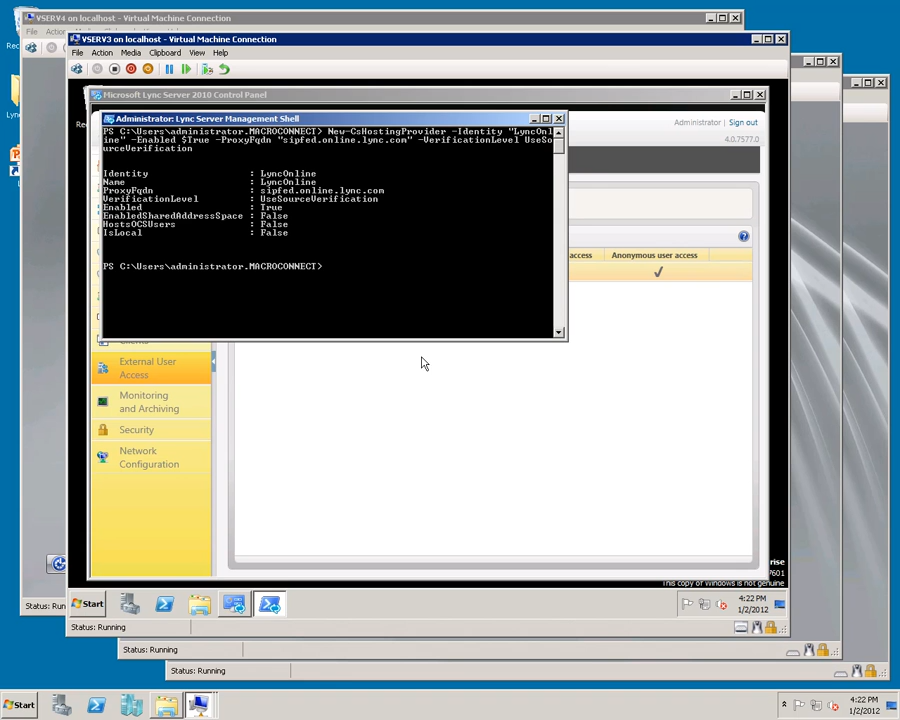 VSERV4 on localhost - Virtual Machine Connection
File
VSERV3 on localhost - Virtual Machine Connection
File Action Media Clipboard View Help
Microsoft Lync Server 2010 Control Panel
Administrator: Lync Server Management Shell
Administrator Sign out
4.0.7577.0
PS C:\Users\administrator.MACROCONNECT> New-CsHostingProvider -Identity "LyncOnl
ine" -Enabled $True -ProxyFqdn "sipfed.online.lync.com" -VerificationLevel UseSo
urceVerification
Identity : LyncOnline
Name : LyncOnline
ProxyFqdn : sipfed.online.lync.com
VerificationLevel : UseSourceVerification
Enabled : True
EnabledSharedAddressSpace : False
HostsOCSUsers : False
IsLocal : False
PS C:\Users\administrator.MACROCONNECT>
access Anonymous user access
External User
Access
Monitoring
and Archiving
Security
Network
Configuration
rise
7601
This copy of Windows is not genuine
Start
4:22 PM
1/2/2012
Status: Run
Status: Running
Status: Running
Status: Running
Start
4:22 PM
1/2/2012